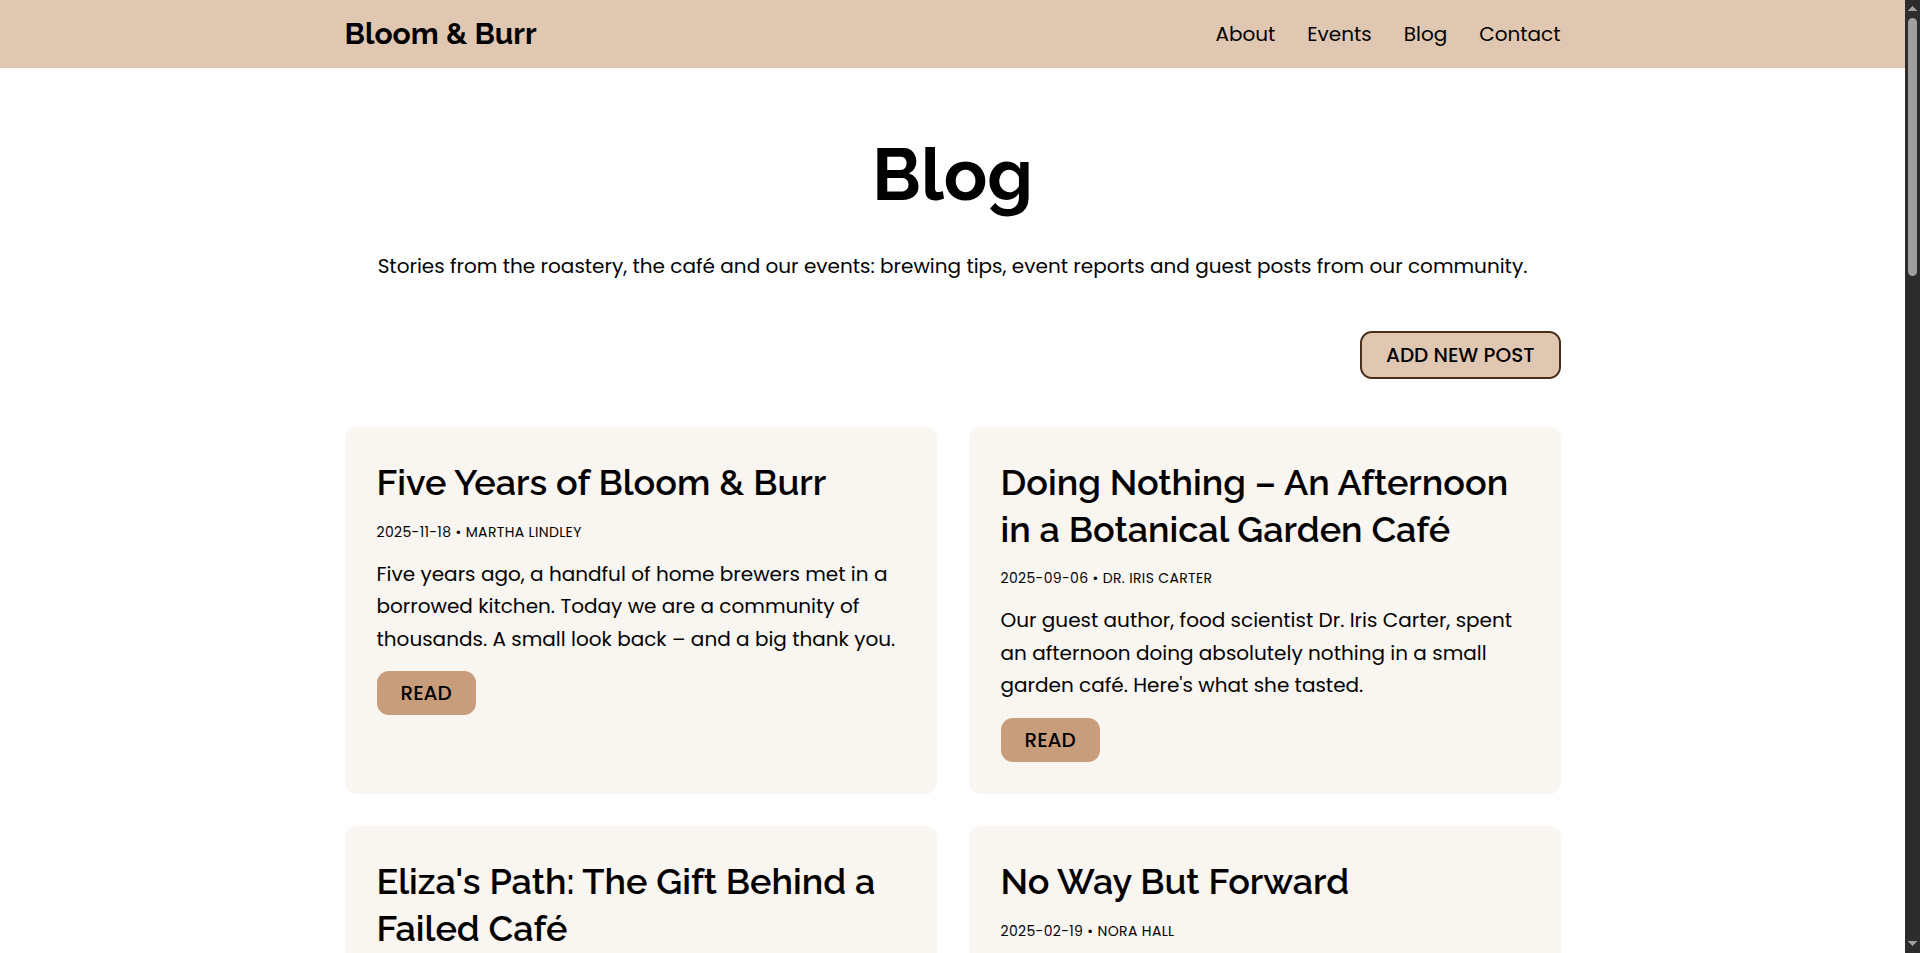 Bloom & Burr
About Events Blog Contact
Blog
Stories from the roastery, the café and our events: brewing tips, event reports and guest posts from our community.
ADD NEW POST
Five Years of Bloom & Burr
2025-11-18 • MARTHA LINDLEY
Five years ago, a handful of home brewers met in a
borrowed kitchen. Today we are a community of
thousands. A small look back – and a big thank you.
READ
Doing Nothing – An Afternoon
in a Botanical Garden Café
2025-09-06 • DR. IRIS CARTER
Our guest author, food scientist Dr. Iris Carter, spent
an afternoon doing absolutely nothing in a small
garden café. Here's what she tasted.
READ
Eliza's Path: The Gift Behind a
Failed Café
No Way But Forward
2025-02-19 • NORA HALL